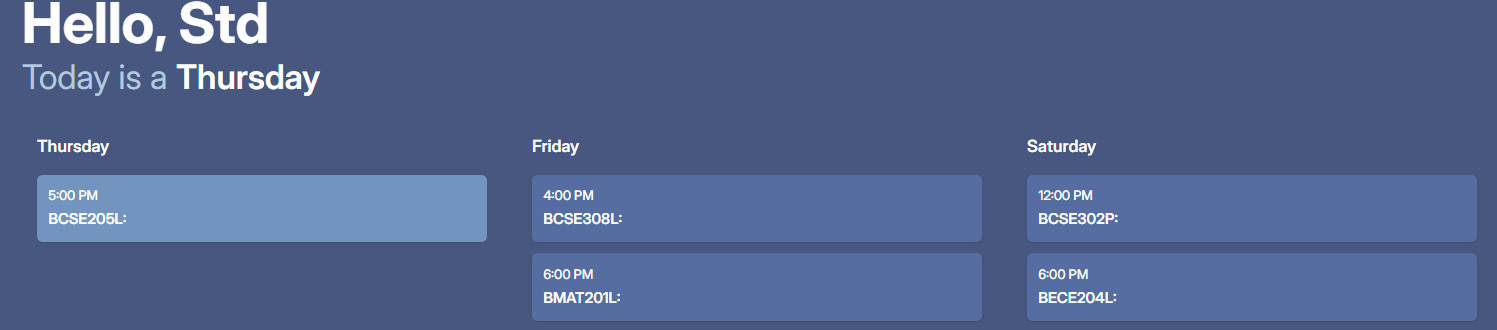 Hello, Std
Today is a Thursday
Thursday
5:00 PM
BCSE205L:
Friday
4:00 PM
BCSE308L:
6:00 PM
BMAT201L:
Saturday
12:00 PM
BCSE302P:
6:00 PM
BECE204L: